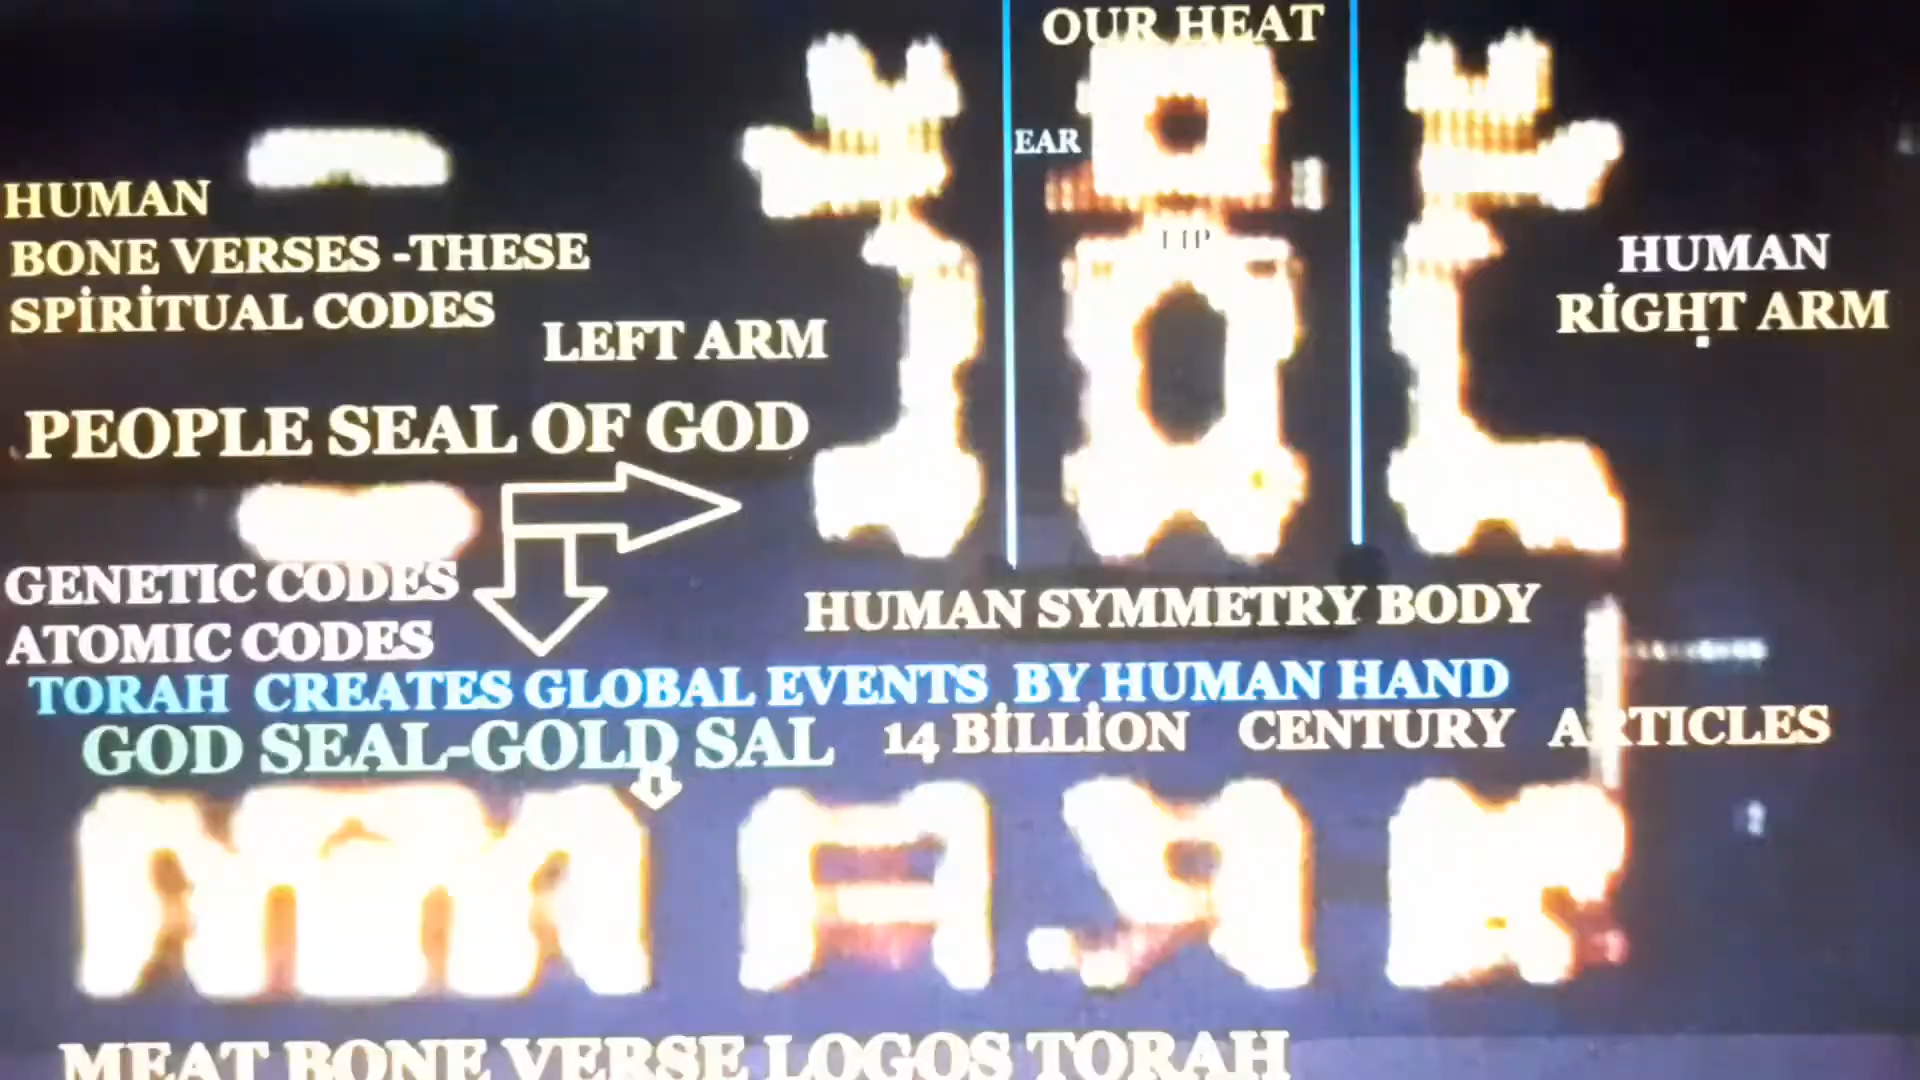 OUR HEAT
EAR
LIP
HUMAN
BONE VERSES -THESE
SPİRİTUAL CODES
LEFT ARM
HUMAN
RİGHT ARM
PEOPLE SEAL OF GOD
GENETIC CODES
ATOMIC CODES
HUMAN SYMMETRY BODY
TORAH CREATES GLOBAL EVENTS BY HUMAN HAND
GOD SEAL-GOLD SAL 14 BİLLİON CENTURY ARTICLES
MEAT BONE VERSE LOGOS TORAH